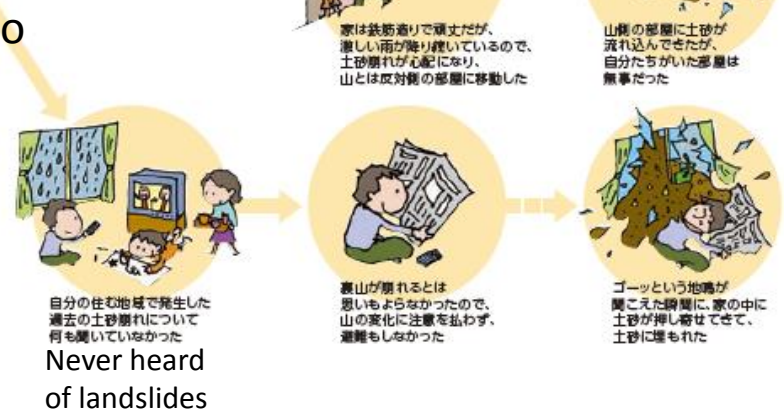 o
家は鉄筋造りで頑丈だが、
激しい雨が降り続いているので、
土砂崩れが心配になり、
山とは反対側の部屋に移動した
山側の部屋に土砂が
流れ込んできたが、
自分たちがいた部屋は
無事だった
自分の住む地域で発生した
過去の土砂崩れについて
何も聞いていなかった
Never heard
of landslides
裏山が崩れるとは
思いもよらなかったので、
山の変化に注意を払わず、
避難もしなかった
ゴーッという地鳴が
聞こえた瞬間に、家の中に
土砂が押し寄せてきて、
土砂に埋もれた